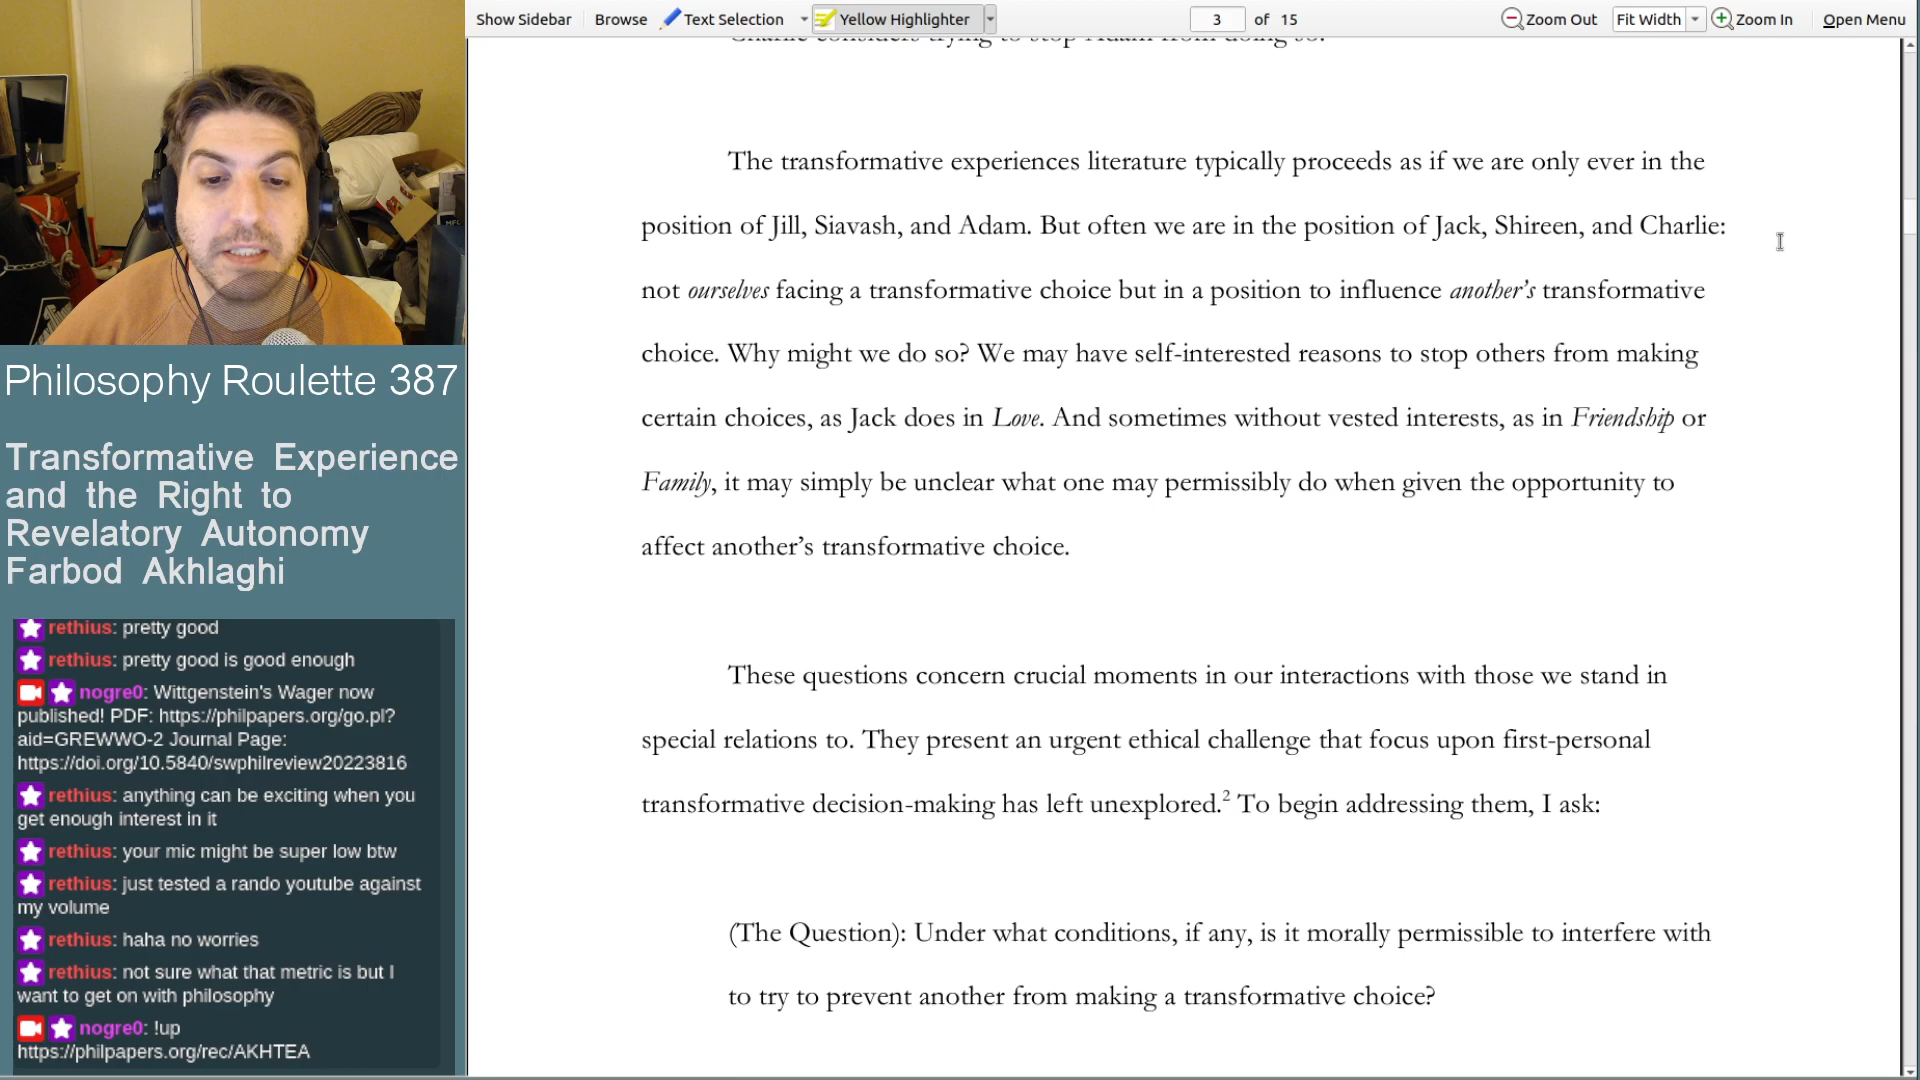 Show Sidebar Browse Text Selection Yellow Highlighter 3 of 15 Zoom Out Fit Width Zoom In Open Menu
Charlie considers trying to stop Adam from doing so.
The transformative experiences literature typically proceeds as if we are only ever in the
position of Jill, Siavash, and Adam. But often we are in the position of Jack, Shireen, and Charlie:
not ourselves facing a transformative choice but in a position to influence another’s transformative
choice. Why might we do so? We may have self-interested reasons to stop others from making
certain choices, as Jack does in Love. And sometimes without vested interests, as in Friendship or
Family, it may simply be unclear what one may permissibly do when given the opportunity to
affect another’s transformative choice.
These questions concern crucial moments in our interactions with those we stand in
special relations to. They present an urgent ethical challenge that focus upon first-personal
transformative decision-making has left unexplored.2 To begin addressing them, I ask:
(The Question): Under what conditions, if any, is it morally permissible to interfere with
to try to prevent another from making a transformative choice?
Philosophy Roulette 387
Transformative Experience
and the Right to
Revelatory Autonomy
Farbod Akhlaghi
rethius: pretty good
rethius: pretty good is good enough
nogre0: Wittgenstein's Wager now
published! PDF: https://philpapers.org/go.pl?
aid=GREWWO-2 Journal Page:
https://doi.org/10.5840/swphilreview20223816
rethius: anything can be exciting when you
get enough interest in it
rethius: your mic might be super low btw
rethius: just tested a rando youtube against
my volume
rethius: haha no worries
rethius: not sure what that metric is but I
want to get on with philosophy
nogre0: !up
https://philpapers.org/rec/AKHTEA